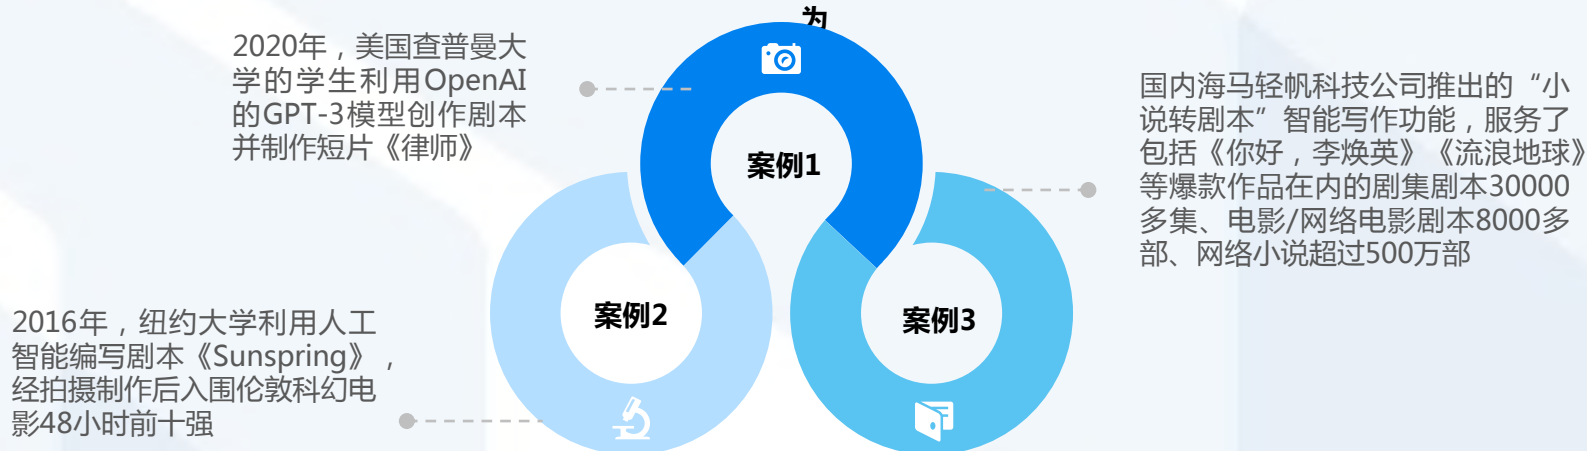 为
2020年，美国查普曼大
学的学生利用OpenAI
的GPT-3模型创作剧本
并制作短片《律师》
案例1
国内海马轻帆科技公司推出的“小
说转剧本”智能写作功能，服务了
包括《你好，李焕英》《流浪地球》
等爆款作品在内的剧集剧本30000
多集、电影/网络电影剧本8000多
部、网络小说超过500万部
案例2
案例3
2016年，纽约大学利用人工
智能编写剧本《Sunspring》，
经拍摄制作后入围伦敦科幻电
影48小时前十强